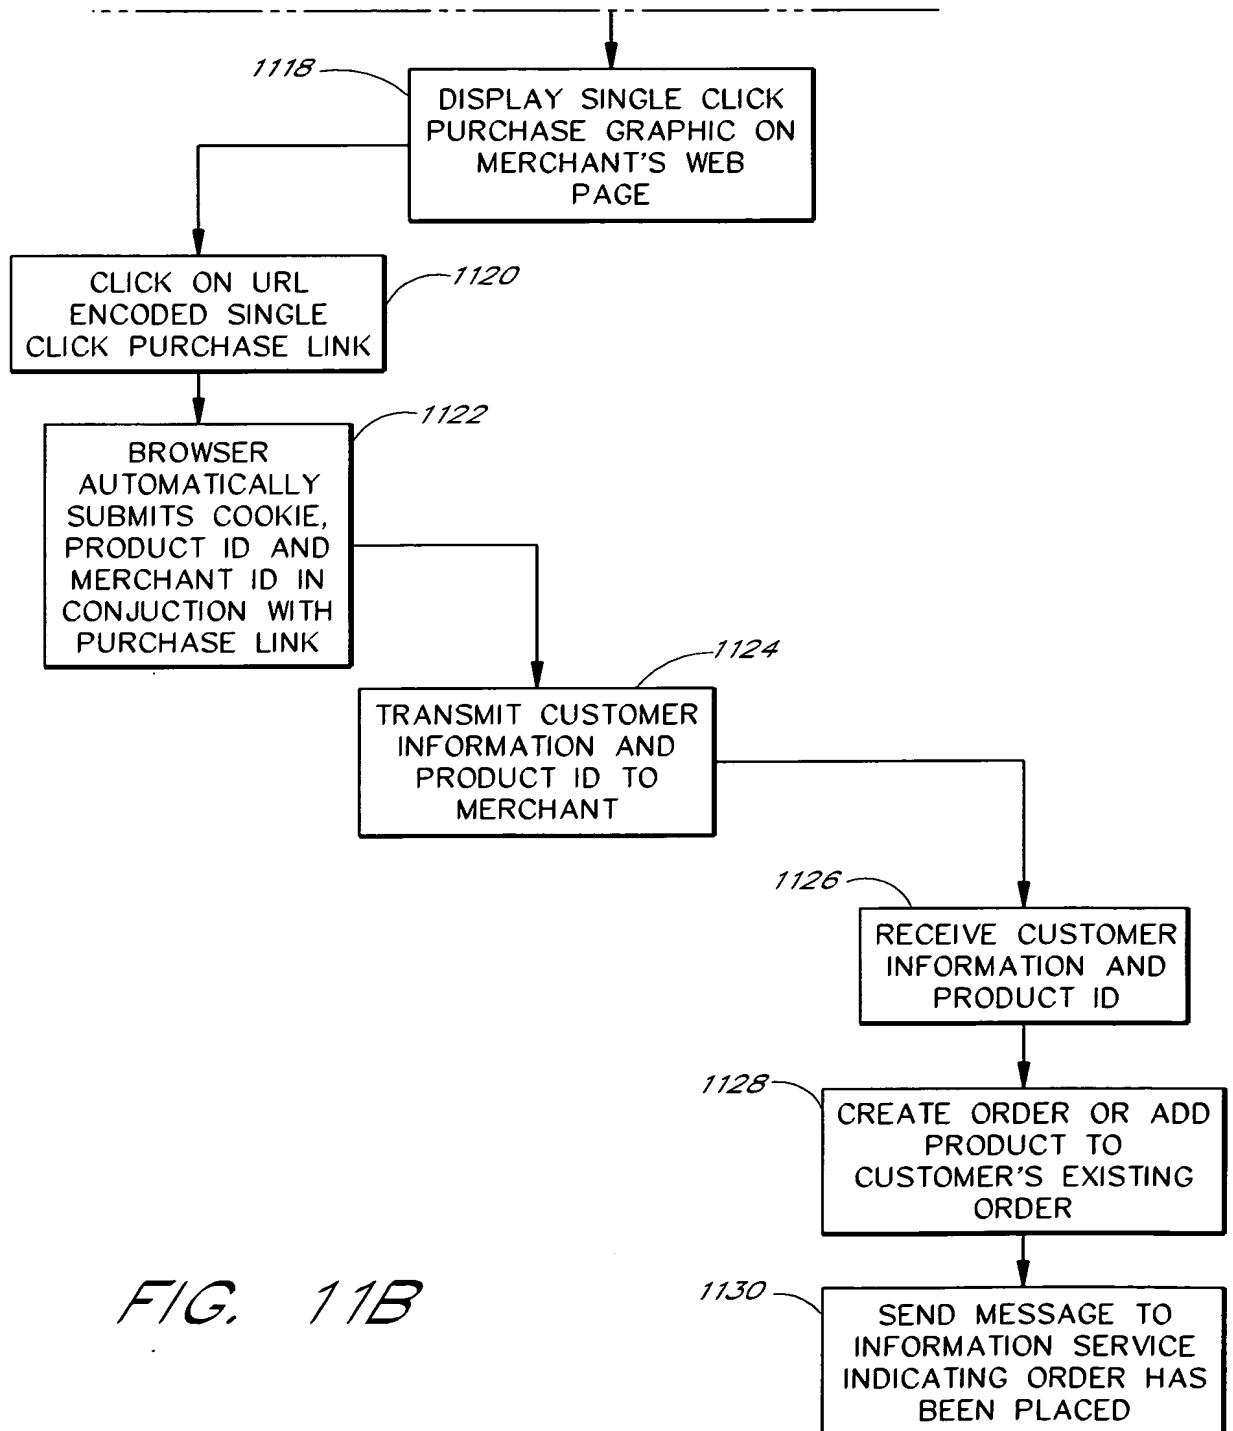 1118
DISPLAY SINGLE CLICK
PURCHASE GRAPHIC ON
MERCHANT'S WEB
PAGE
CLICK ON URL
ENCODED SINGLE
CLICK PURCHASE LINK
1120
1122
BROWSER
AUTOMATICALLY
SUBMITS COOKIE,
PRODUCT ID AND
MERCHANT ID IN
CONJUCTION WITH
PURCHASE LINK
1124
TRANSMIT CUSTOMER
INFORMATION AND
PRODUCT ID TO
MERCHANT
1126
RECEIVE CUSTOMER
INFORMATION AND
PRODUCT ID
1128
CREATE ORDER OR ADD
PRODUCT TO
CUSTOMER'S EXISTING
ORDER
1130
SEND MESSAGE TO
INFORMATION SERVICE
INDICATING ORDER HAS
BEEN PLACED
FIG. 11B